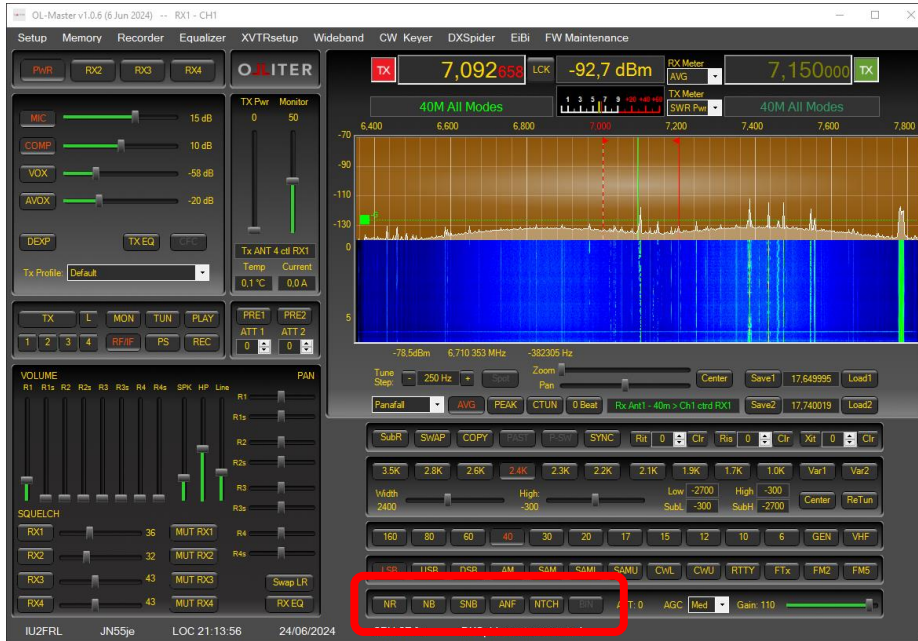 OL-Master v1.0.6 (6 Jun 2024) -- RX1 - CH1
Setup Memory Recorder Equalizer XVTRsetup Wideband CW Keyer DXSpider EiBi FW Maintenance
PWR RX2 RX3 RX4
OJLITER
TX 7,092658 LCK -92,7 dBm
RX Meter
AVG
TX Meter
SWR Pwr
7,150000 TX
40M All Modes
1 3 5 7 9 +20 +40 +60
40M All Modes
MIC 15 dB
COMP 10 dB
VOX -58 dB
AVOX -20 dB
DEXP TX EQ CFC
Tx Profile: Default
TX Pwr Monitor
0 50
Tx ANT 4 ctl RX1
Temp Current
0,1 °C 0,0 A
6,400 6,600 6,800 7,000 7,200 7,400 7,600 7,800
-70
-90
-110
-130
0
5
TX L MON TUN PLAY
1 2 3 4 RF/IF PS REC
PRE1 PRE2
ATT 1 ATT 2
0 0
-78,5dBm 6,710 353 MHz -382305 Hz
Tune Step: - 250 Hz + Spot
Zoom
Pan
Center Save1 17,649995 Load1
Panafall AVG PEAK CTUN 0 Beat Rx Ant1 - 40m > Ch1 ctrd RX1 Save2 17,740019 Load2
VOLUME PAN
R1 R1s R2 R2s R3 R3s R4 R4s SPK HP Line
R1
R1s
R2
R2s
R3
R3s
R4
R4s
SQUELCH
RX1 36 MUT RX1
RX2 32 MUT RX2
RX3 43 MUT RX3 Swap LR
RX4 43 MUT RX4 RX EQ
SubR SWAP COPY PAST P-SW SYNC Rit 0 Clr Ris 0 Clr Xit 0 Clr
3.5K 2.8K 2.6K 2.4K 2.3K 2.2K 2.1K 1.9K 1.7K 1.0K Var1 Var2
Width
2400
High:
-300
Low -2700 High -300
SubL -300 SubH -2700
Center ReTun
160 80 60 40 30 20 17 15 12 10 6 GEN VHF
LSB USB DSB AM SAM SAML SAMU CWL CWU RTTY FTx FM2 FM5
NR NB SNB ANF NTCH BIN
: 0 AGC Med Gain: 110
IU2FRL JN55je LOC 21:13:56 24/06/2024